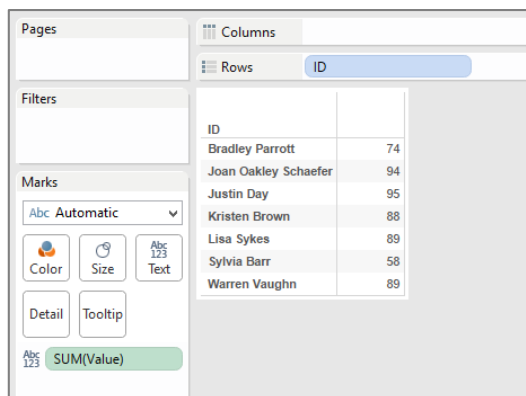 Pages
Columns
Rows ID
Filters
ID
Bradley Parrott 74
Joan Oakley Schaefer 94
Justin Day 95
Kristen Brown 88
Lisa Sykes 89
Sylvia Barr 58
Warren Vaughn 89
Marks
Abc Automatic
Abc
123
Color Size Text
Detail Tooltip
Abc
123 SUM(Value)